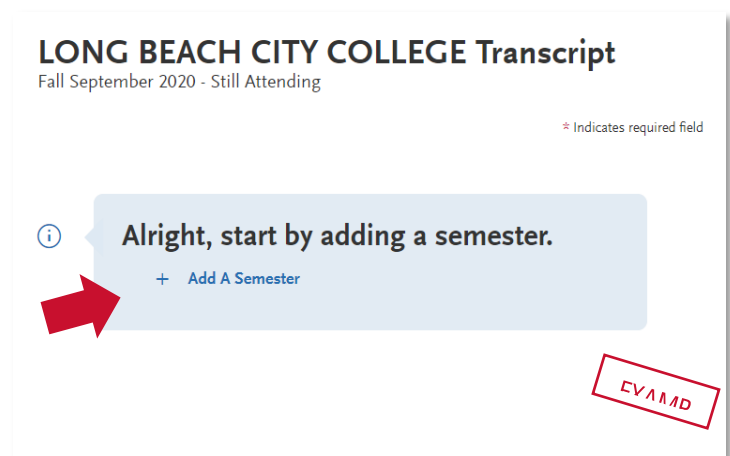 LONG BEACH CITY COLLEGE Transcript
Fall September 2020 - Still Attending
* Indicates required field
Alright, start by adding a semester.
+ Add A Semester